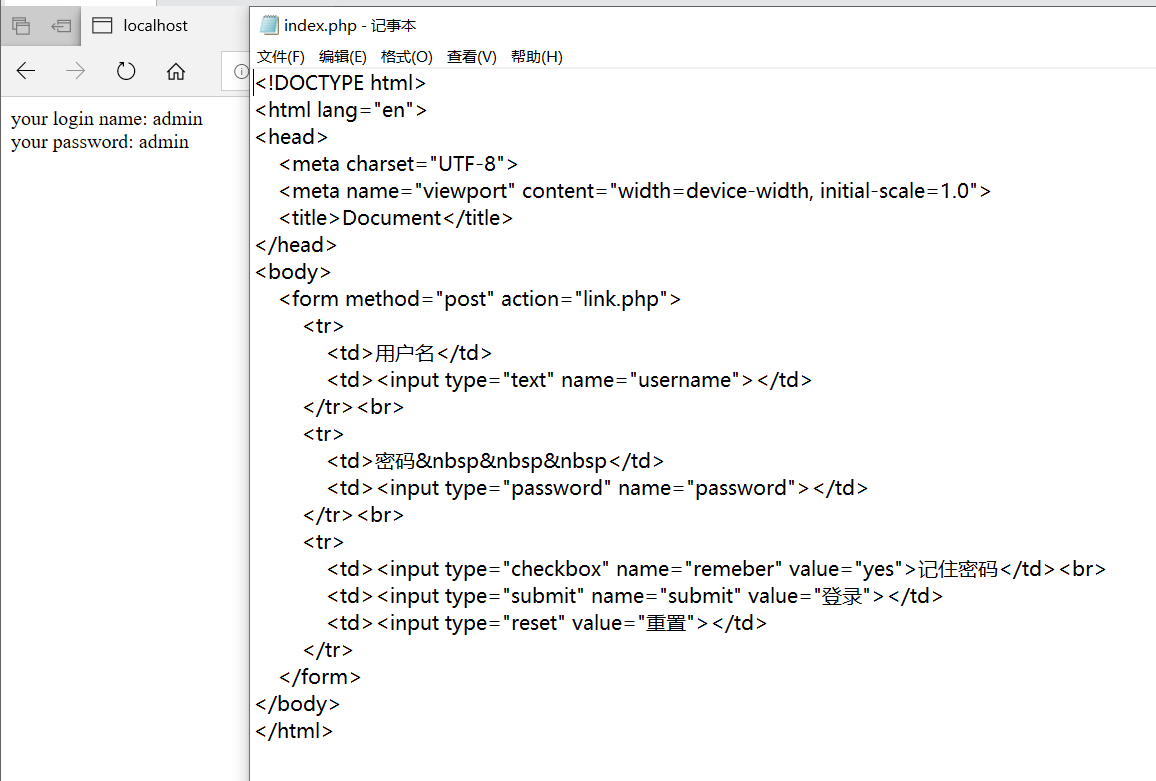 localhost
your login name: admin
your password: admin
index.php - 记事本
文件(F) 编辑(E) 格式(O) 查看(V) 帮助(H)
<!DOCTYPE html>
<html lang="en">
<head>
    <meta charset="UTF-8">
    <meta name="viewport" content="width=device-width, initial-scale=1.0">
    <title>Document</title>
</head>
<body>
    <form method="post" action="link.php">
        <tr>
            <td>用户名</td>
            <td><input type="text" name="username"></td>
        </tr><br>
        <tr>
            <td>密码&nbsp&nbsp&nbsp</td>
            <td><input type="password" name="password"></td>
        </tr><br>
        <tr>
            <td><input type="checkbox" name="remeber" value="yes">记住密码</td><br>
            <td><input type="submit" name="submit" value="登录"></td>
            <td><input type="reset" value="重置"></td>
        </tr>
    </form>
</body>
</html>